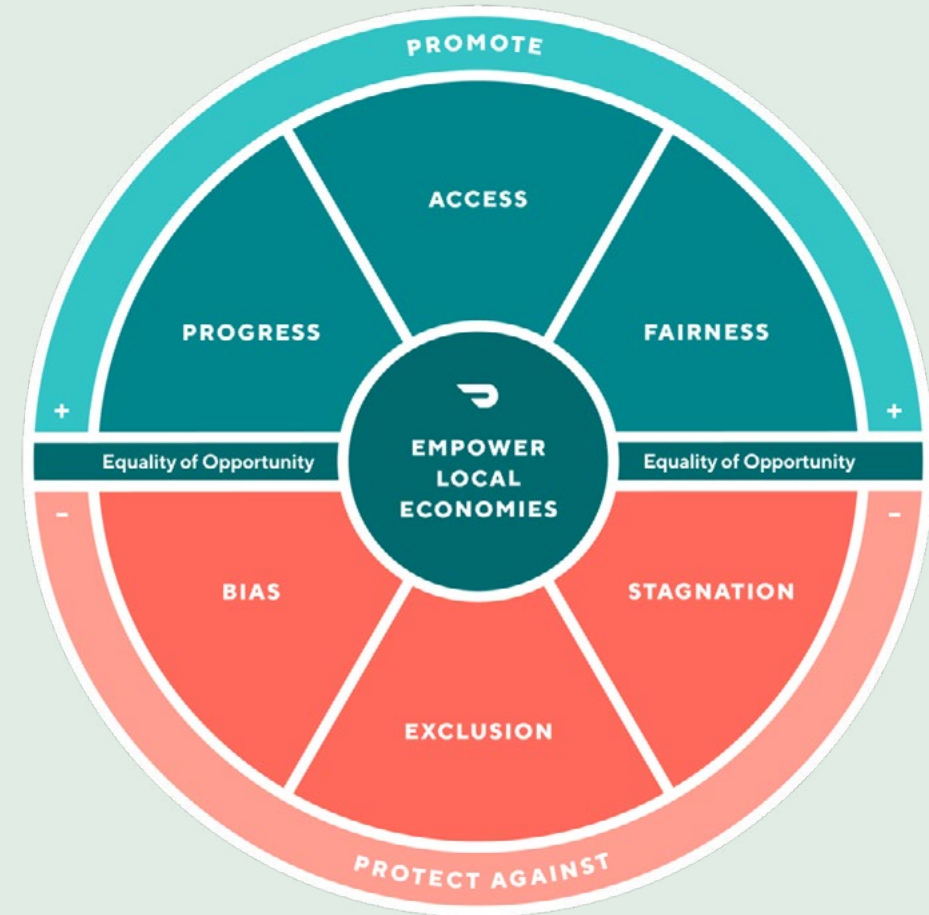 PROMOTE
ACCESS
PROGRESS
FAIRNESS
+
+
Equality of Opportunity
EMPOWER
LOCAL
ECONOMIES
Equality of Opportunity
-
-
BIAS
STAGNATION
EXCLUSION
PROTECT AGAINST